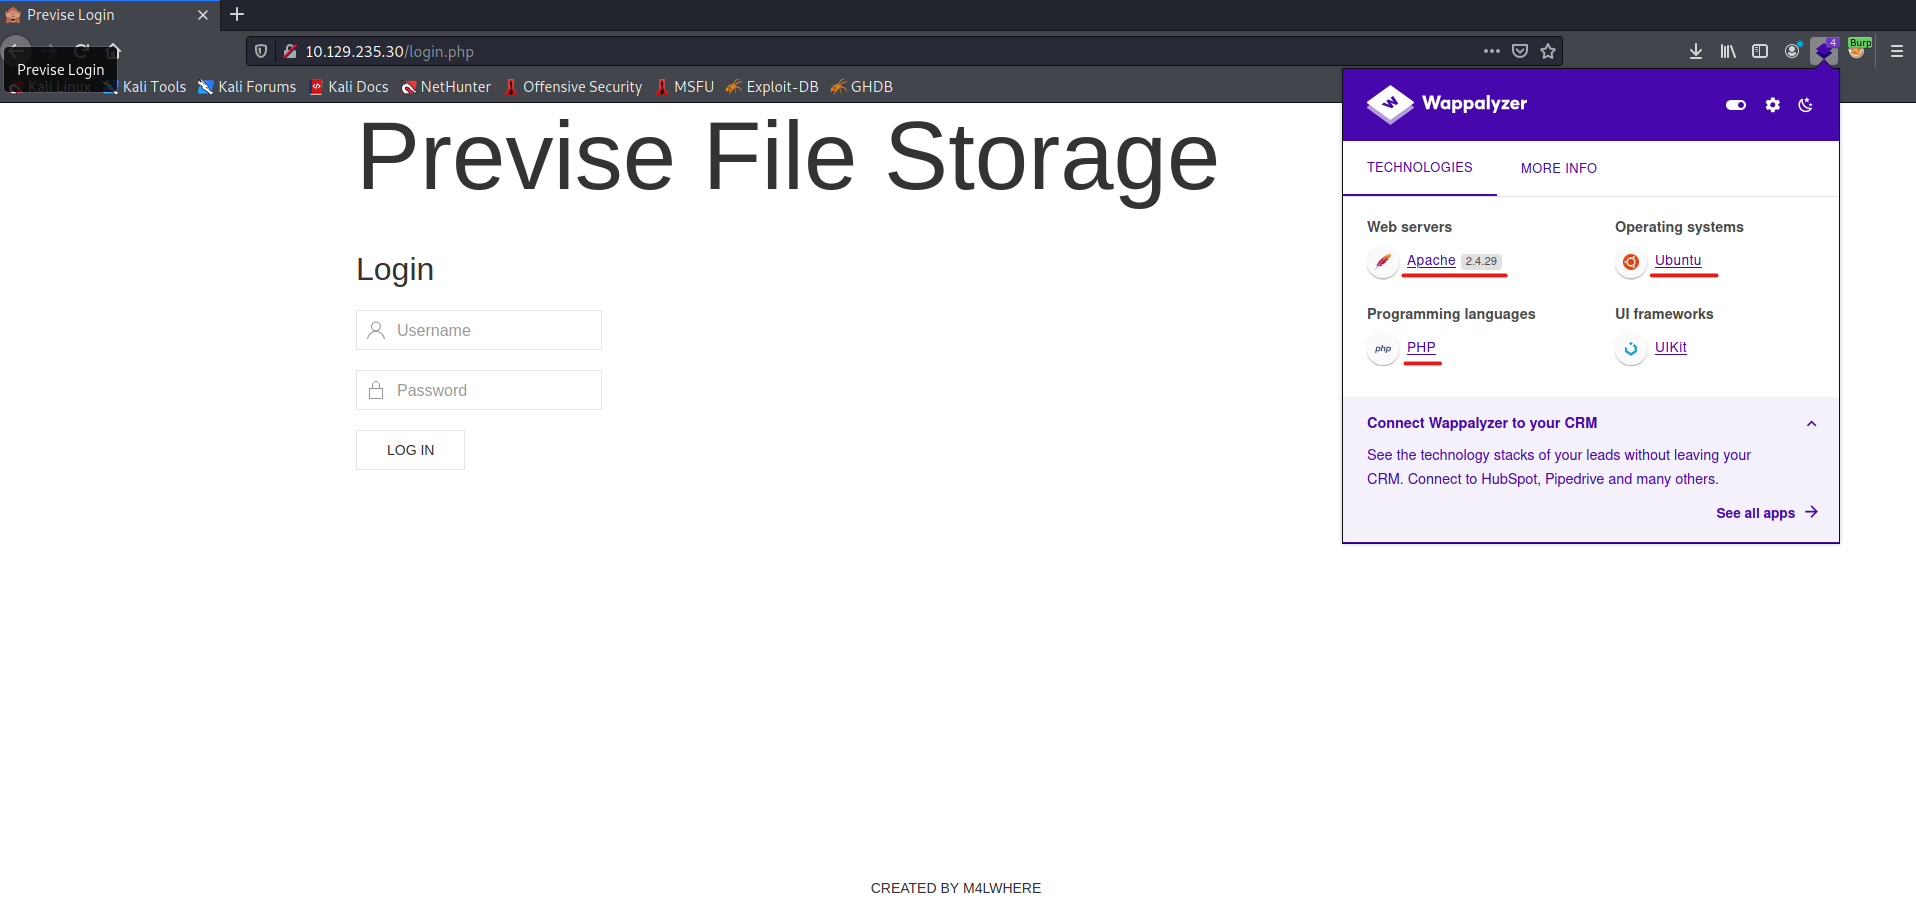 Previse Login
10.129.235.30/login.php
4
Burp
Previse Login
Kali Linux
Kali Tools
Kali Forums
Kali Docs
NetHunter
Offensive Security
MSFU
Exploit-DB
GHDB
Previse File Storage
Login
Username
Password
LOG IN
CREATED BY M4LWHERE
Wappalyzer
TECHNOLOGIES
MORE INFO
Web servers
Apache 2.4.29
Operating systems
Ubuntu
Programming languages
php PHP
UI frameworks
UIKit
Connect Wappalyzer to your CRM
See the technology stacks of your leads without leaving your
CRM. Connect to HubSpot, Pipedrive and many others.
See all apps